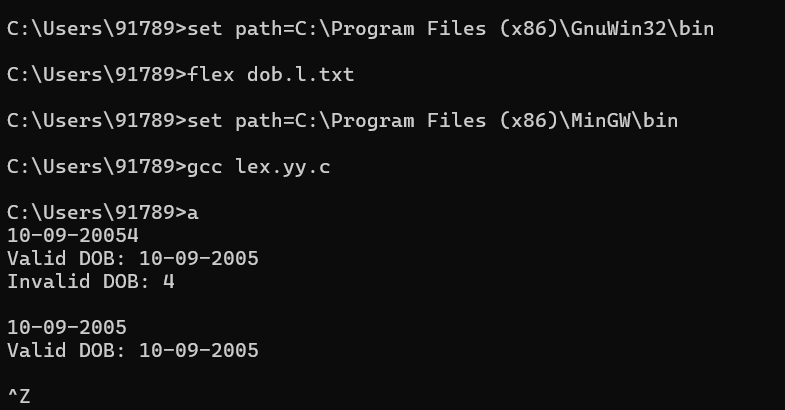 C:\Users\91789>set path=C:\Program Files (x86)\GnuWin32\bin
C:\Users\91789>flex dob.l.txt
C:\Users\91789>set path=C:\Program Files (x86)\MinGW\bin
C:\Users\91789>gcc lex.yy.c
C:\Users\91789>a
10-09-20054
Valid DOB: 10-09-2005
Invalid DOB: 4
10-09-2005
Valid DOB: 10-09-2005
^Z